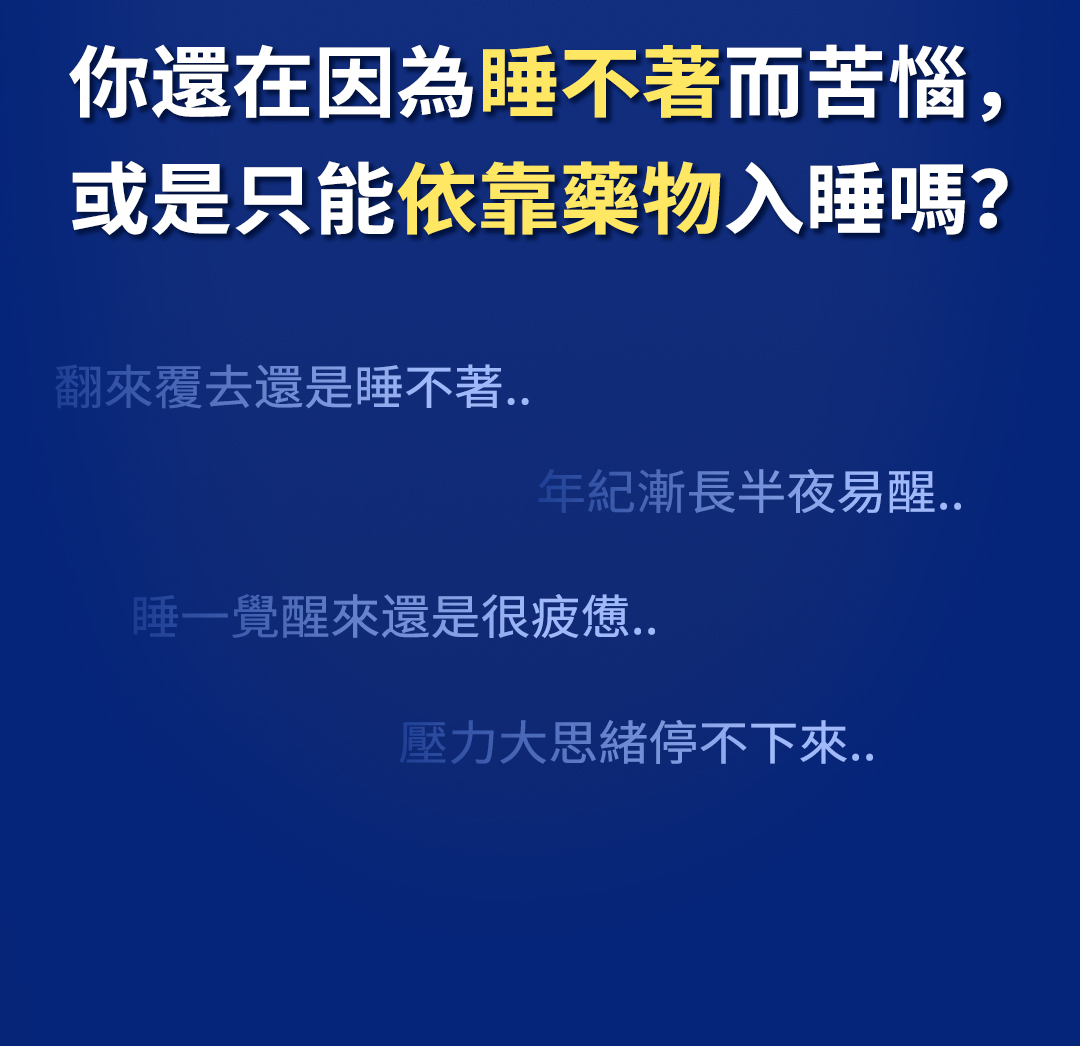 你還在因為睡不著而苦惱，
或是只能依靠藥物入睡嗎？
翻來覆去還是睡不著..
年紀漸長半夜易醒..
睡一覺醒來還是很疲憊..
壓力大思緒停不下來..